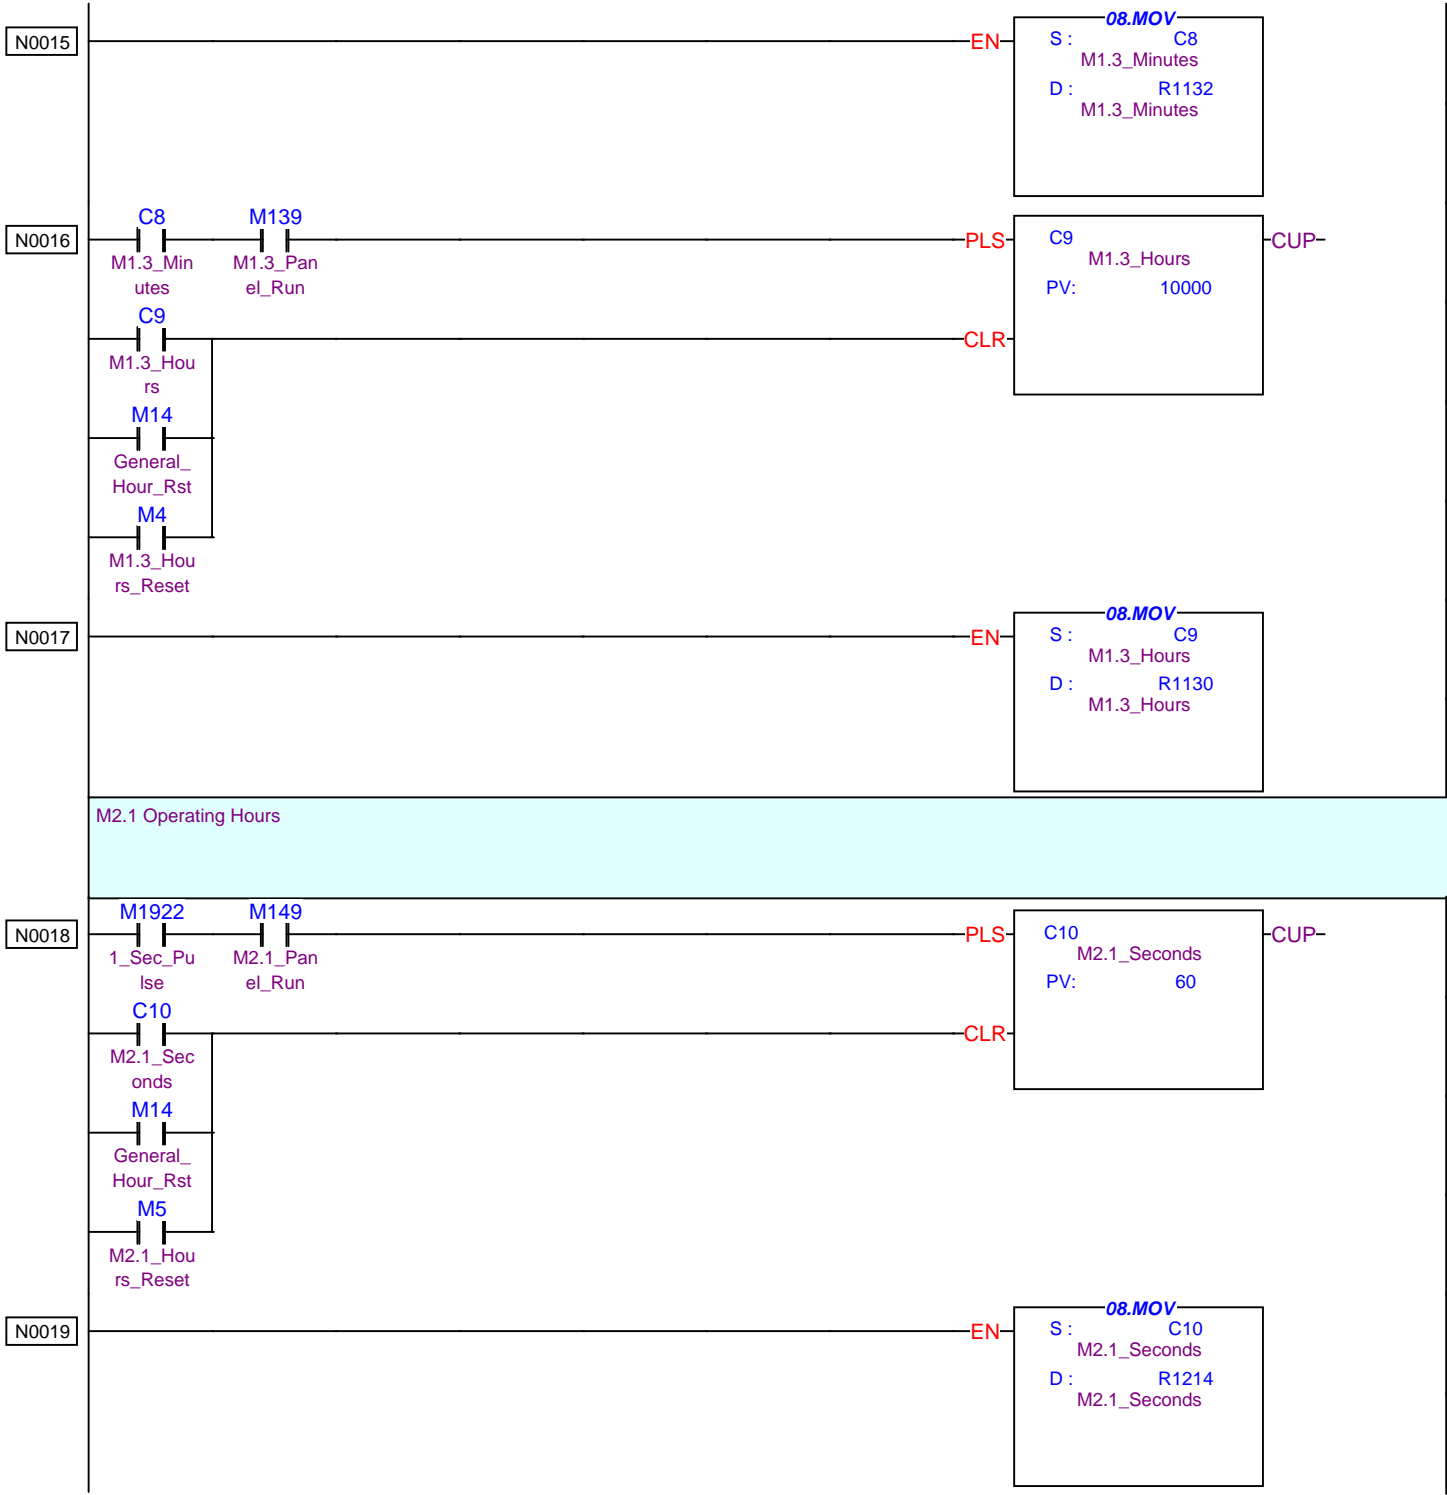 08.MOV
N0015
EN
S :
C8
M1.3_Minutes
D :
R1132
M1.3_Minutes
C8
M139
N0016
PLS
C9
CUP
M1.3_Min
utes
M1.3_Pan
el_Run
M1.3_Hours
PV:
10000
C9
CLR
M1.3_Hou
rs
M14
General_
Hour_Rst
M4
M1.3_Hou
rs_Reset
08.MOV
N0017
EN
S :
C9
M1.3_Hours
D :
R1130
M1.3_Hours
M2.1 Operating Hours
M1922
M149
N0018
PLS
C10
CUP
1_Sec_Pu
lse
M2.1_Pan
el_Run
M2.1_Seconds
PV:
60
C10
CLR
M2.1_Sec
onds
M14
General_
Hour_Rst
M5
M2.1_Hou
rs_Reset
08.MOV
N0019
EN
S :
C10
M2.1_Seconds
D :
R1214
M2.1_Seconds